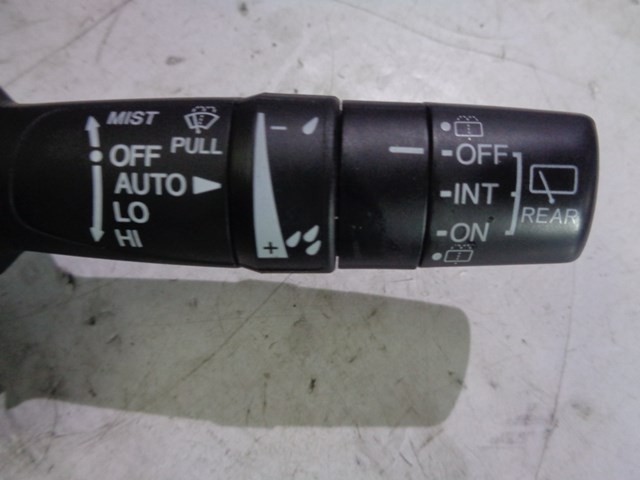 MIST
PULL
OFF
AUTO
LO
HI
-
+
-OFF
-INT
-ON
REAR